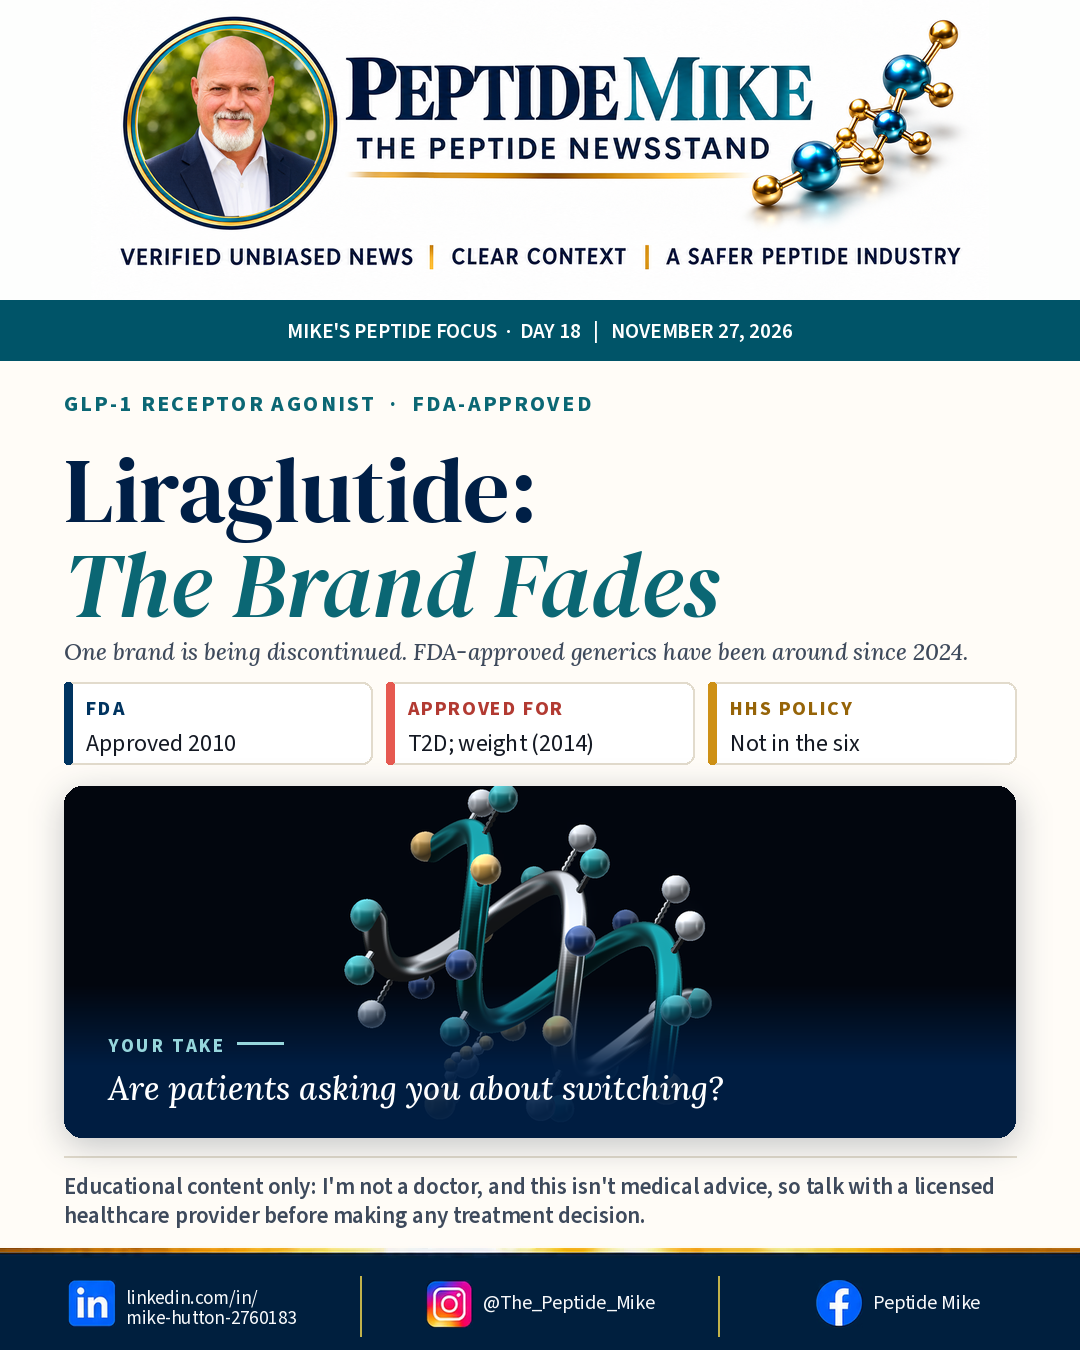 PEPTIDEMIKE
THE PEPTIDE NEWSSTAND
VERIFIED UNBIASED NEWS | CLEAR CONTEXT | A SAFER PEPTIDE INDUSTRY
MIKE'S PEPTIDE FOCUS · DAY 18 | NOVEMBER 27, 2026
GLP-1 RECEPTOR AGONIST · FDA-APPROVED
Liraglutide:
The Brand Fades
One brand is being discontinued. FDA-approved generics have been around since 2024.
FDA
Approved 2010
APPROVED FOR
T2D; weight (2014)
HHS POLICY
Not in the six
YOUR TAKE
Are patients asking you about switching?
Educational content only: I'm not a doctor, and this isn't medical advice, so talk with a licensed
healthcare provider before making any treatment decision.
linkedin.com/in/
mike-hutton-2760183
@The_Peptide_Mike
Peptide Mike